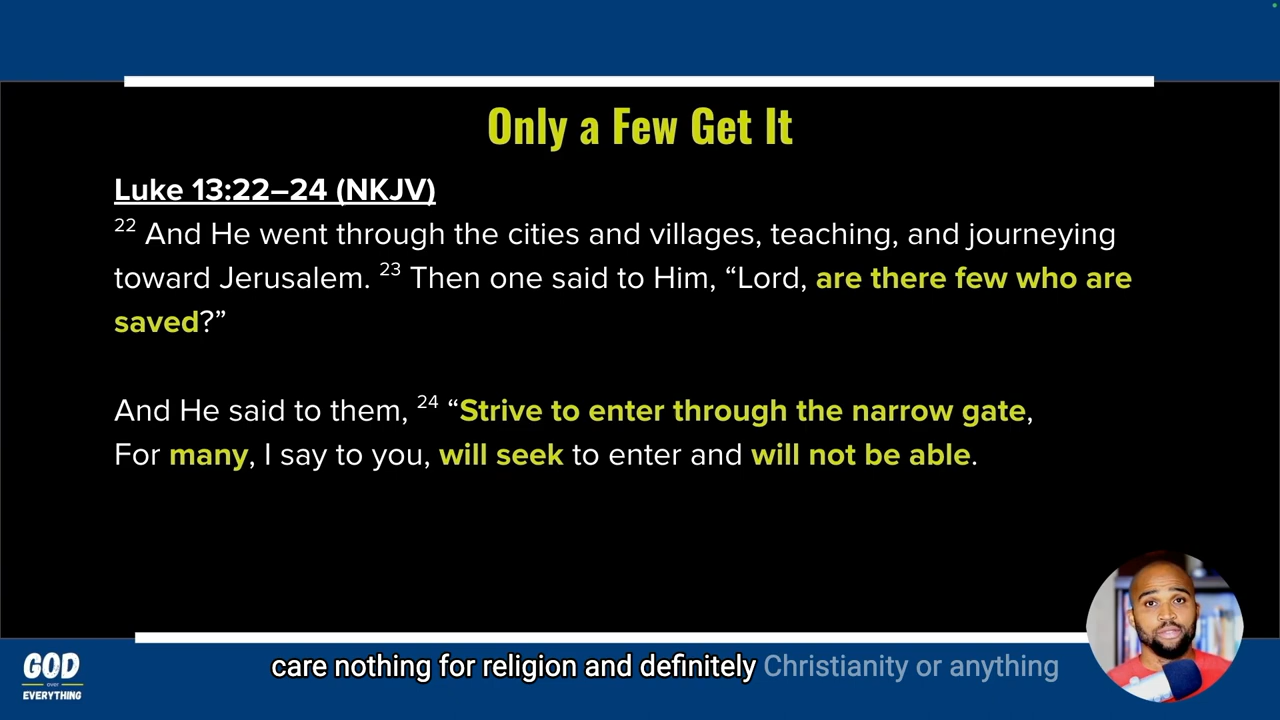 Only a Few Get It
Luke 13:22–24 (NKJV)
22 And He went through the cities and villages, teaching, and journeying
toward Jerusalem. 23 Then one said to Him, “Lord, are there few who are
saved?”
And He said to them, 24 “Strive to enter through the narrow gate,
For many, I say to you, will seek to enter and will not be able.
care nothing for religion and definitely Christianity or anything
GOD
over
EVERYTHING